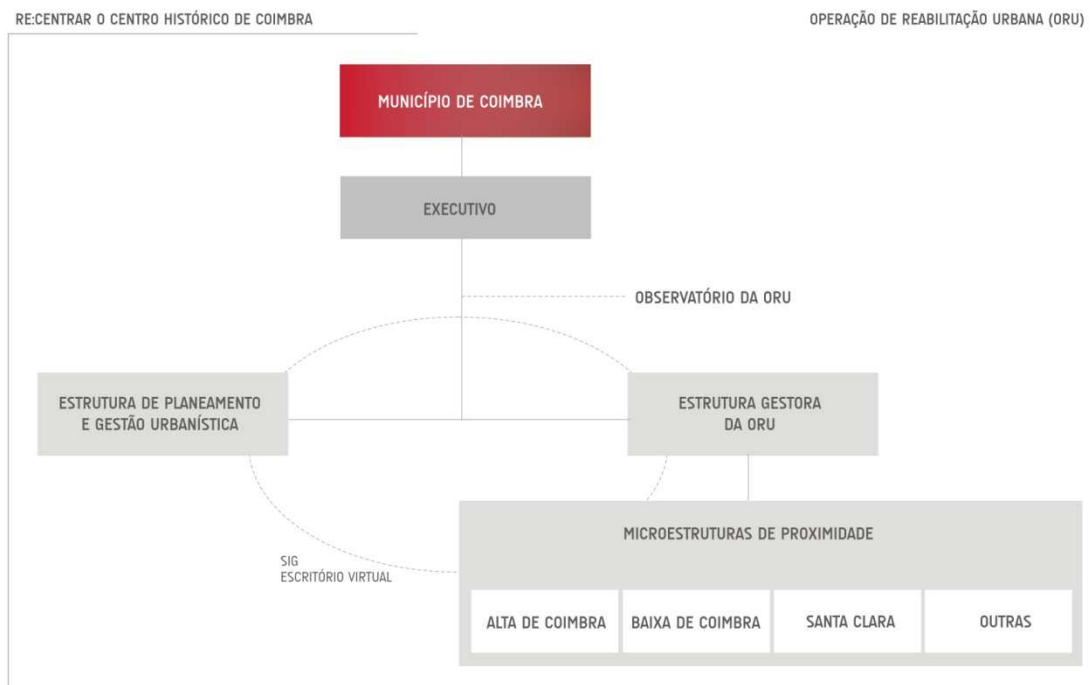 RE:CENTRAR O CENTRO HISTÓRICO DE COIMBRA
OPERAÇÃO DE REABILITAÇÃO URBANA (ORU)
MUNICÍPIO DE COIMBRA
EXECUTIVO
OBSERVATÓRIO DA ORU
ESTRUTURA DE PLANEAMENTO
E GESTÃO URBANÍSTICA
ESTRUTURA GESTORA
DA ORU
MICROESTRUTURAS DE PROXIMIDADE
SIG
ESCRITÓRIO VIRTUAL
ALTA DE COIMBRA
BAIXA DE COIMBRA
SANTA CLARA
OUTRAS